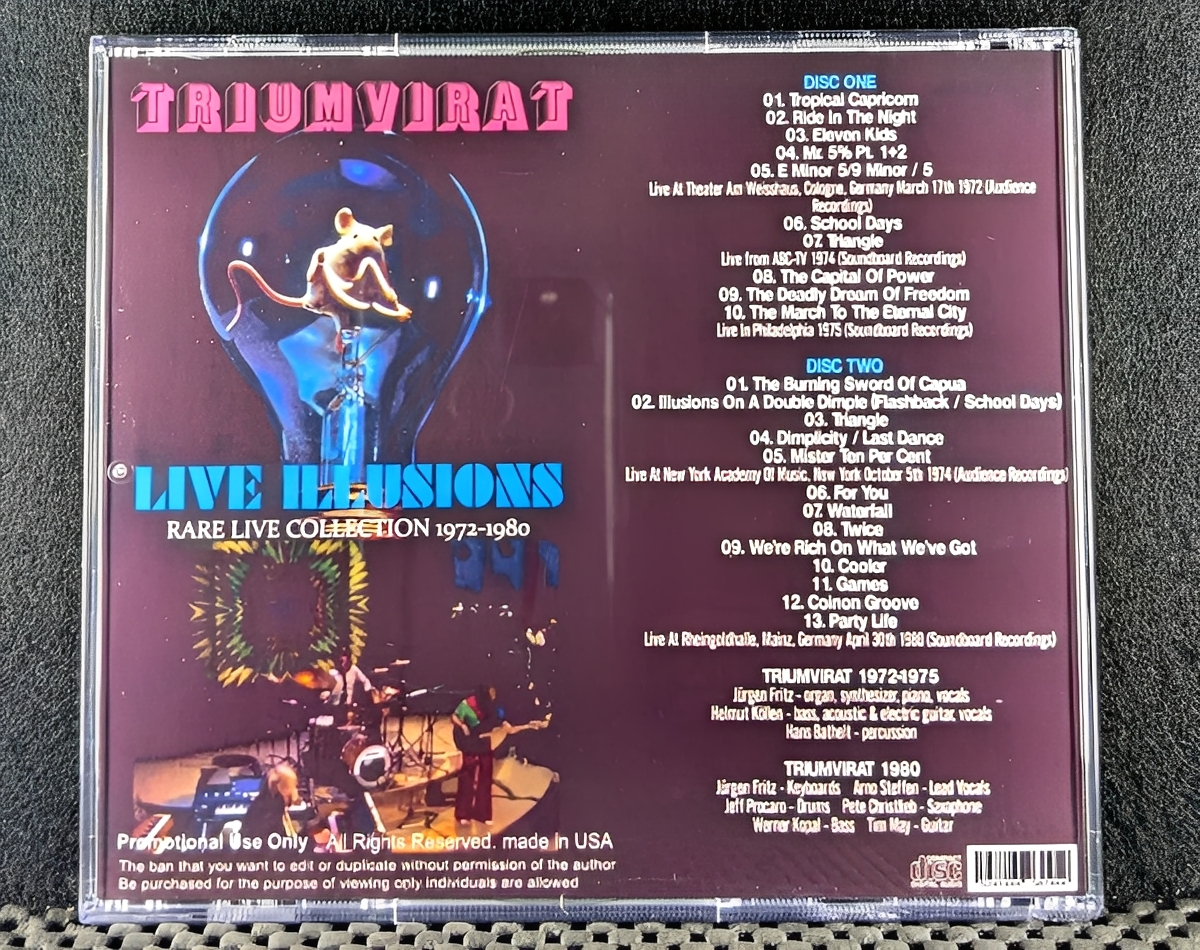 TRIUMVIRAT
LIVE ILLUSIONS
RARE LIVE COLLECTION 1972-1980
Promotional Use Only All Rights Reserved. made in USA
The ban that you want to edit or duplicate without permission of the author
Be purchased for the purpose of viewing only individuals are allowed
DISC ONE
01. Tropical Capricorn
02. Ride In The Night
03. Eleven Kids
04. Mr. 5% Pt. 1+2
05. E Minor 5/9 Minor / 5
Live At Theater Am Weisshaus, Cologne, Germany March 17th 1972 (Audience
Recordings)
06. School Days
07. Triangle
Live from ABC-TV 1974 (Soundboard Recordings)
08. The Capital Of Power
09. The Deadly Dream Of Freedom
10. The March To The Eternal City
Live In Philadelphia 1975 (Soundboard Recordings)
DISC TWO
01. The Burning Sword Of Capua
02. Illusions On A Double Dimple (Flashback / School Days)
03. Triangle
04. Dimplicity / Last Dance
05. Mister Ten Per Cent
Live At New York Academy Of Music, New York October 5th 1974 (Audience Recordings)
06. For You
07. Waterfall
08. Twice
09. We're Rich On What We've Got
10. Cooler
11. Games
12. Coinon Groove
13. Party Life
Live At Rheingoldhalle, Mainz, Germany April 30th 1980 (Soundboard Recordings)
TRIUMVIRAT 1972-1975
Jürgen Fritz - organ, synthesizer, piana, vocals
Helmut Köllen - bass, acoustic & electric guitar, vocals
Hans Bathelt - percussion
TRIUMVIRAT 1980
Jürgen Fritz - Keyboards Arno Steffen - Lead Vocals
Jeff Procaro - Drums Pete Christlieb - Saxophone
Werner Kopal - Bass Tim May - Guitar
COMPACT
disc
DIGITAL AUDIO